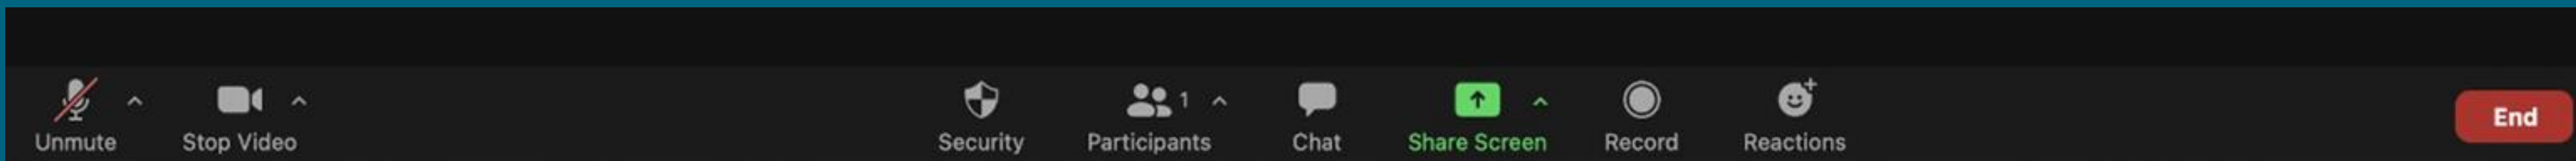 Unmute
Stop Video
Security
1
Participants
Chat
Share Screen
Record
Reactions
End